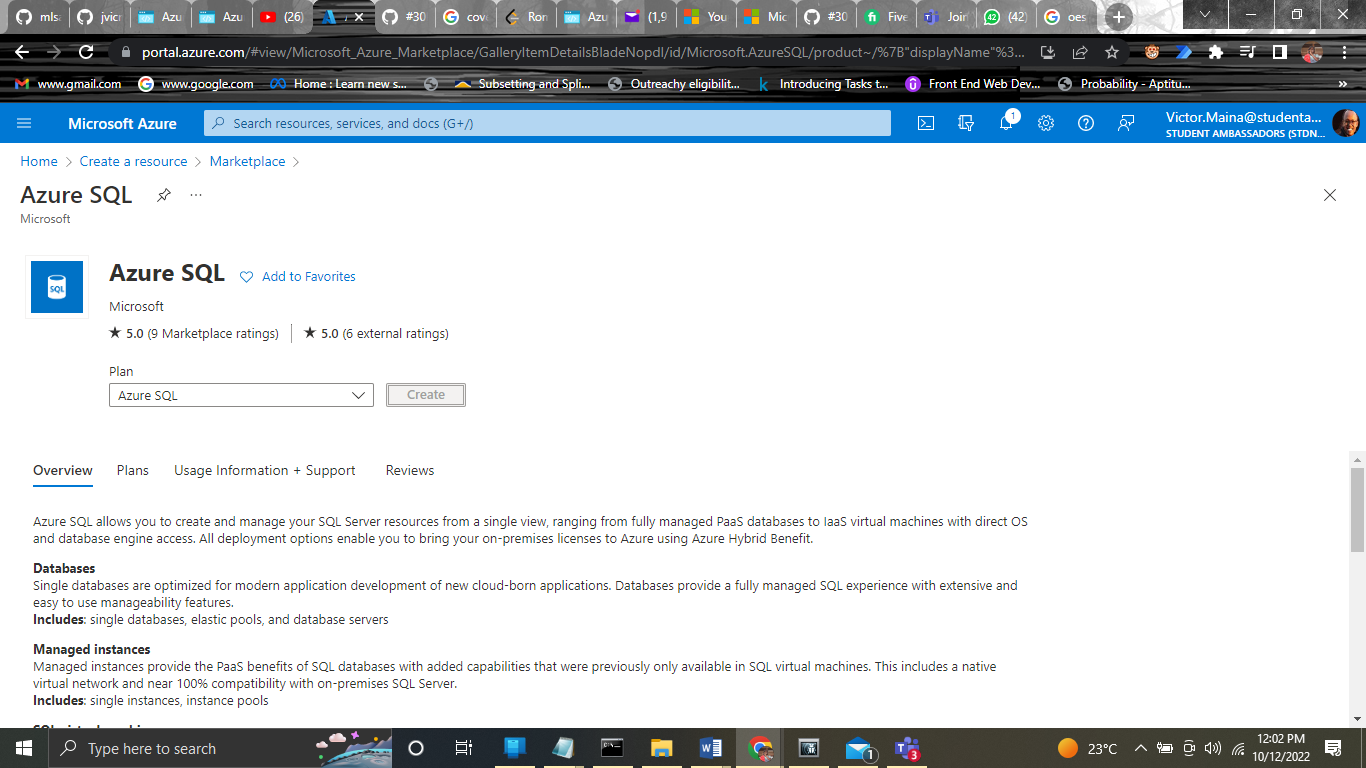 mlsa
jvicr
Azu
Azu
(26)
#30
cov
Ron
Azu
(1,9
You
Mic
#30
Five
Join
(42)
oes
portal.azure.com/#view/Microsoft_Azure_Marketplace/GalleryItemDetailsBladeNopdl/id/Microsoft.AzureSQL/product~/%7B"displayName"%3...
www.gmail.com
www.google.com
Home : Learn new s...
Subsetting and Spli...
Outreachy eligibilit...
Introducing Tasks t...
Front End Web Dev...
Probability - Aptitu...
»
Microsoft Azure
Search resources, services, and docs (G+/)
1
Victor.Maina@studenta...
STUDENT AMBASSADORS (STDN...
Home > Create a resource > Marketplace >
Azure SQL
...
Microsoft
SQL
Azure SQL
Add to Favorites
Microsoft
★ 5.0 (9 Marketplace ratings) | ★ 5.0 (6 external ratings)
Plan
Azure SQL
Create
Overview
Plans
Usage Information + Support
Reviews
Azure SQL allows you to create and manage your SQL Server resources from a single view, ranging from fully managed PaaS databases to IaaS virtual machines with direct OS
and database engine access. All deployment options enable you to bring your on-premises licenses to Azure using Azure Hybrid Benefit.
Databases
Single databases are optimized for modern application development of new cloud-born applications. Databases provide a fully managed SQL experience with extensive and
easy to use manageability features.
Includes: single databases, elastic pools, and database servers
Managed instances
Managed instances provide the PaaS benefits of SQL databases with added capabilities that were previously only available in SQL virtual machines. This includes a native
virtual network and near 100% compatibility with on-premises SQL Server.
Includes: single instances, instance pools
Type here to search
1
3
23°C
12:02 PM
10/12/2022